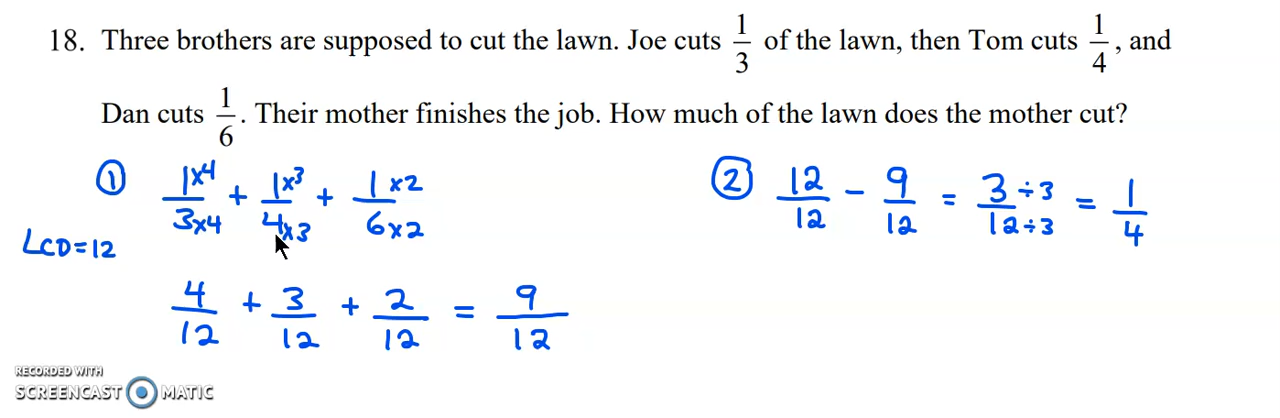 18. Three brothers are supposed to cut the lawn. Joe cuts 1/3 of the lawn, then Tom cuts 1/4, and
Dan cuts 1/6. Their mother finishes the job. How much of the lawn does the mother cut?
① 1×4/3×4 + 1×3/4×3 + 1×2/6×2
LCD=12
4/12 + 3/12 + 2/12 = 9/12
② 12/12 - 9/12 = 3÷3/12÷3 = 1/4
RECORDED WITH
SCREENCAST MATIC